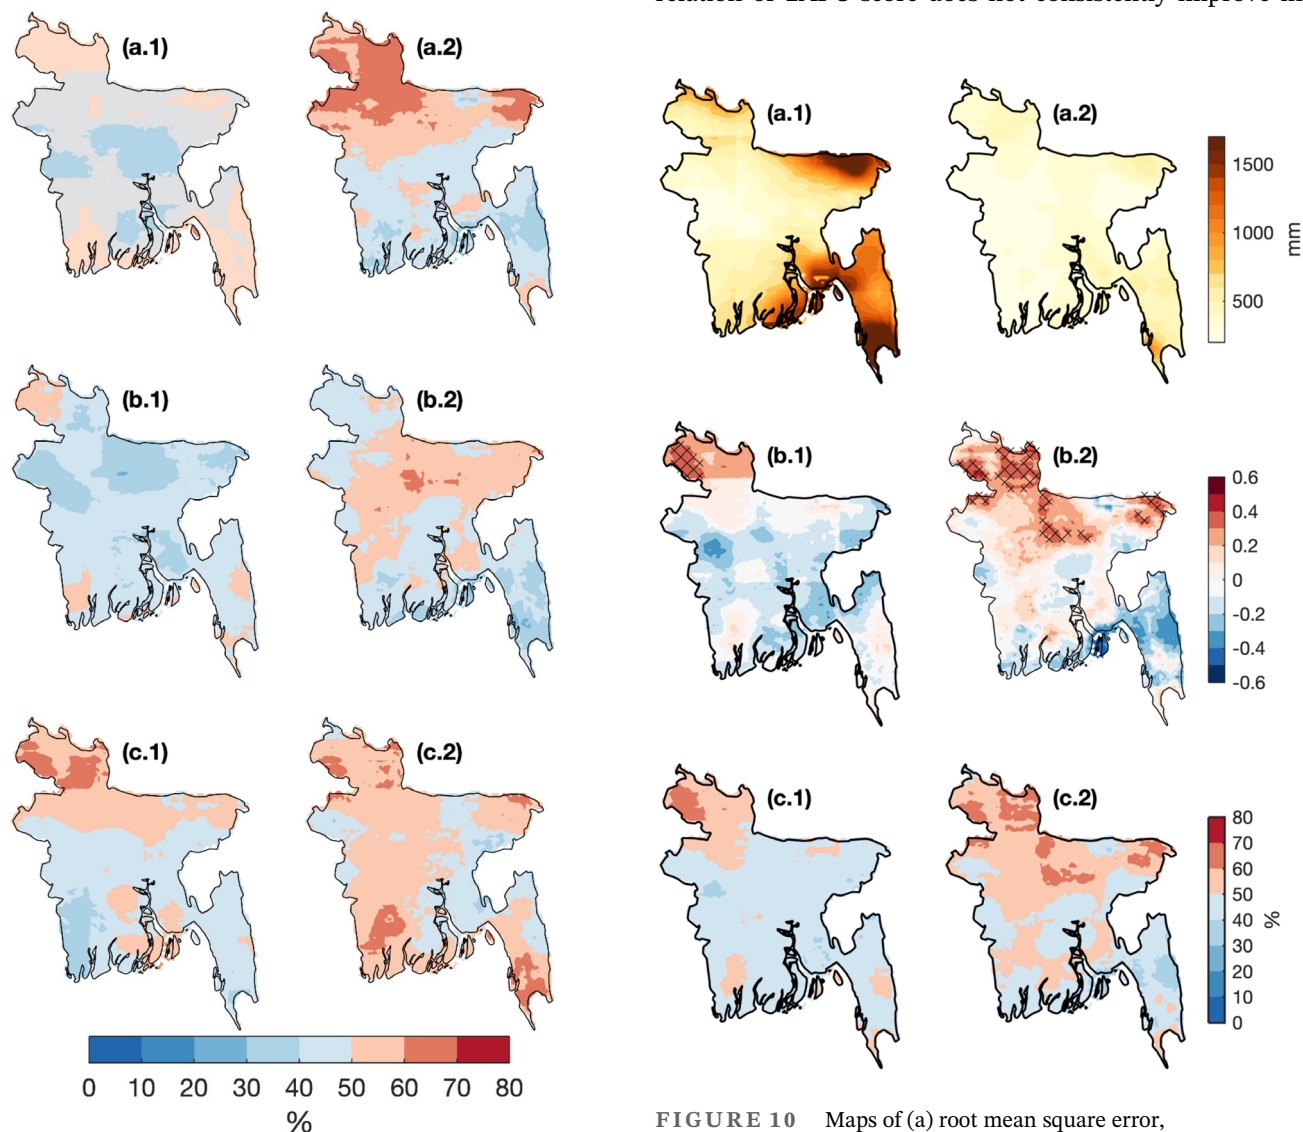 (a.1)
(a.2)
(b.1)
(b.2)
(c.1)
(c.2)
0 10 20 30 40 50 60 70 80
%
(a.1)
(a.2)
1500
1000
500
mm
(b.1)
(b.2)
0.6
0.4
0.2
0
-0.2
-0.4
-0.6
(c.1)
(c.2)
80
70
60
50
40
30
20
10
0
%
FIGURE 10 Maps of (a) root mean square error,